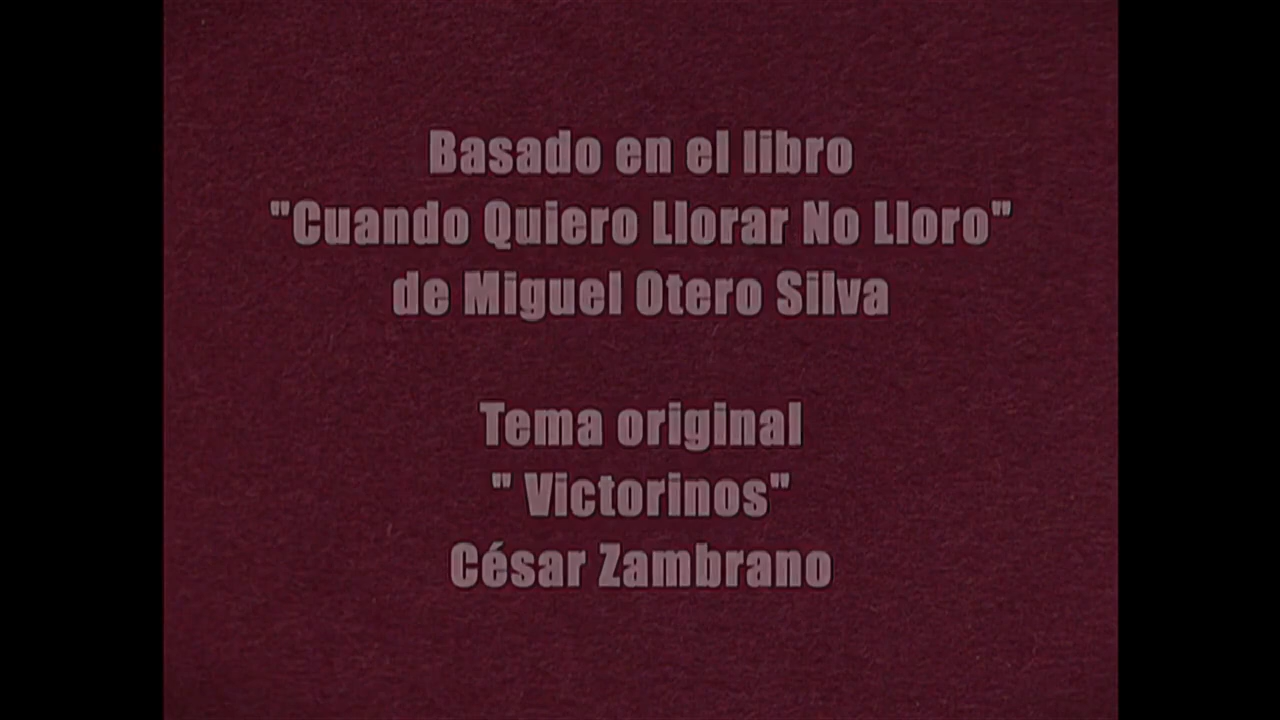 Basado en el libro
"Cuando Quiero Llorar No Lloro"
de Miguel Otero Silva
Tema original
" Victorinos"
César Zambrano